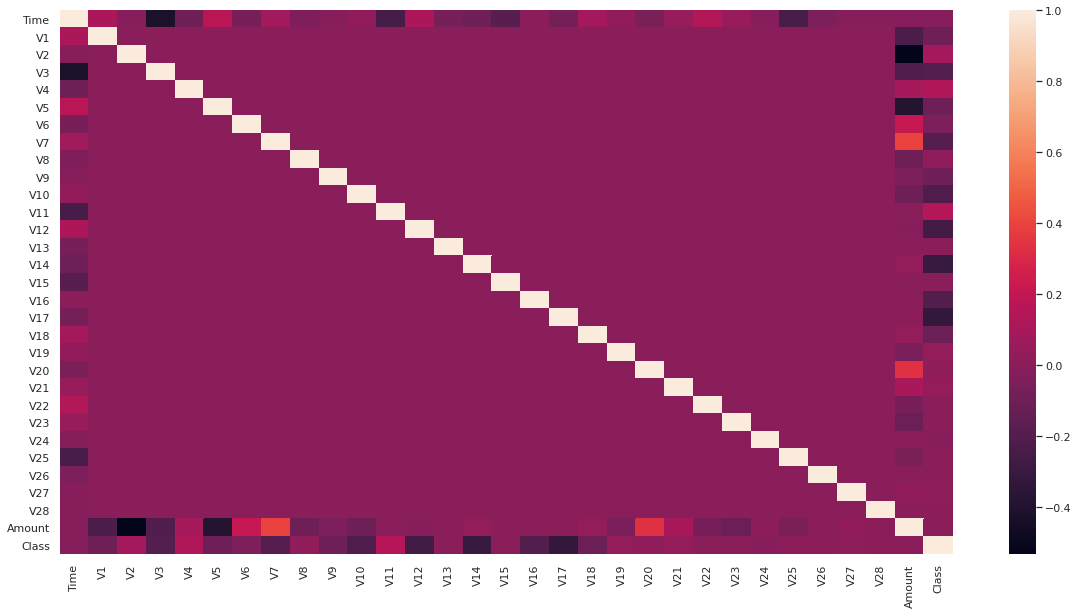 Time
V1
V2
V3
V4
V5
V6
V7
V8
V9
V10
V11
V12
V13
V14
V15
V16
V17
V18
V19
V20
V21
V22
V23
V24
V25
V26
V27
V28
Amount
Class
Time
V1
V2
V3
V4
V5
V6
V7
V8
V9
V10
V11
V12
V13
V14
V15
V16
V17
V18
V19
V20
V21
V22
V23
V24
V25
V26
V27
V28
Amount
Class
1.0
0.8
0.6
0.4
0.2
0.0
−0.2
−0.4